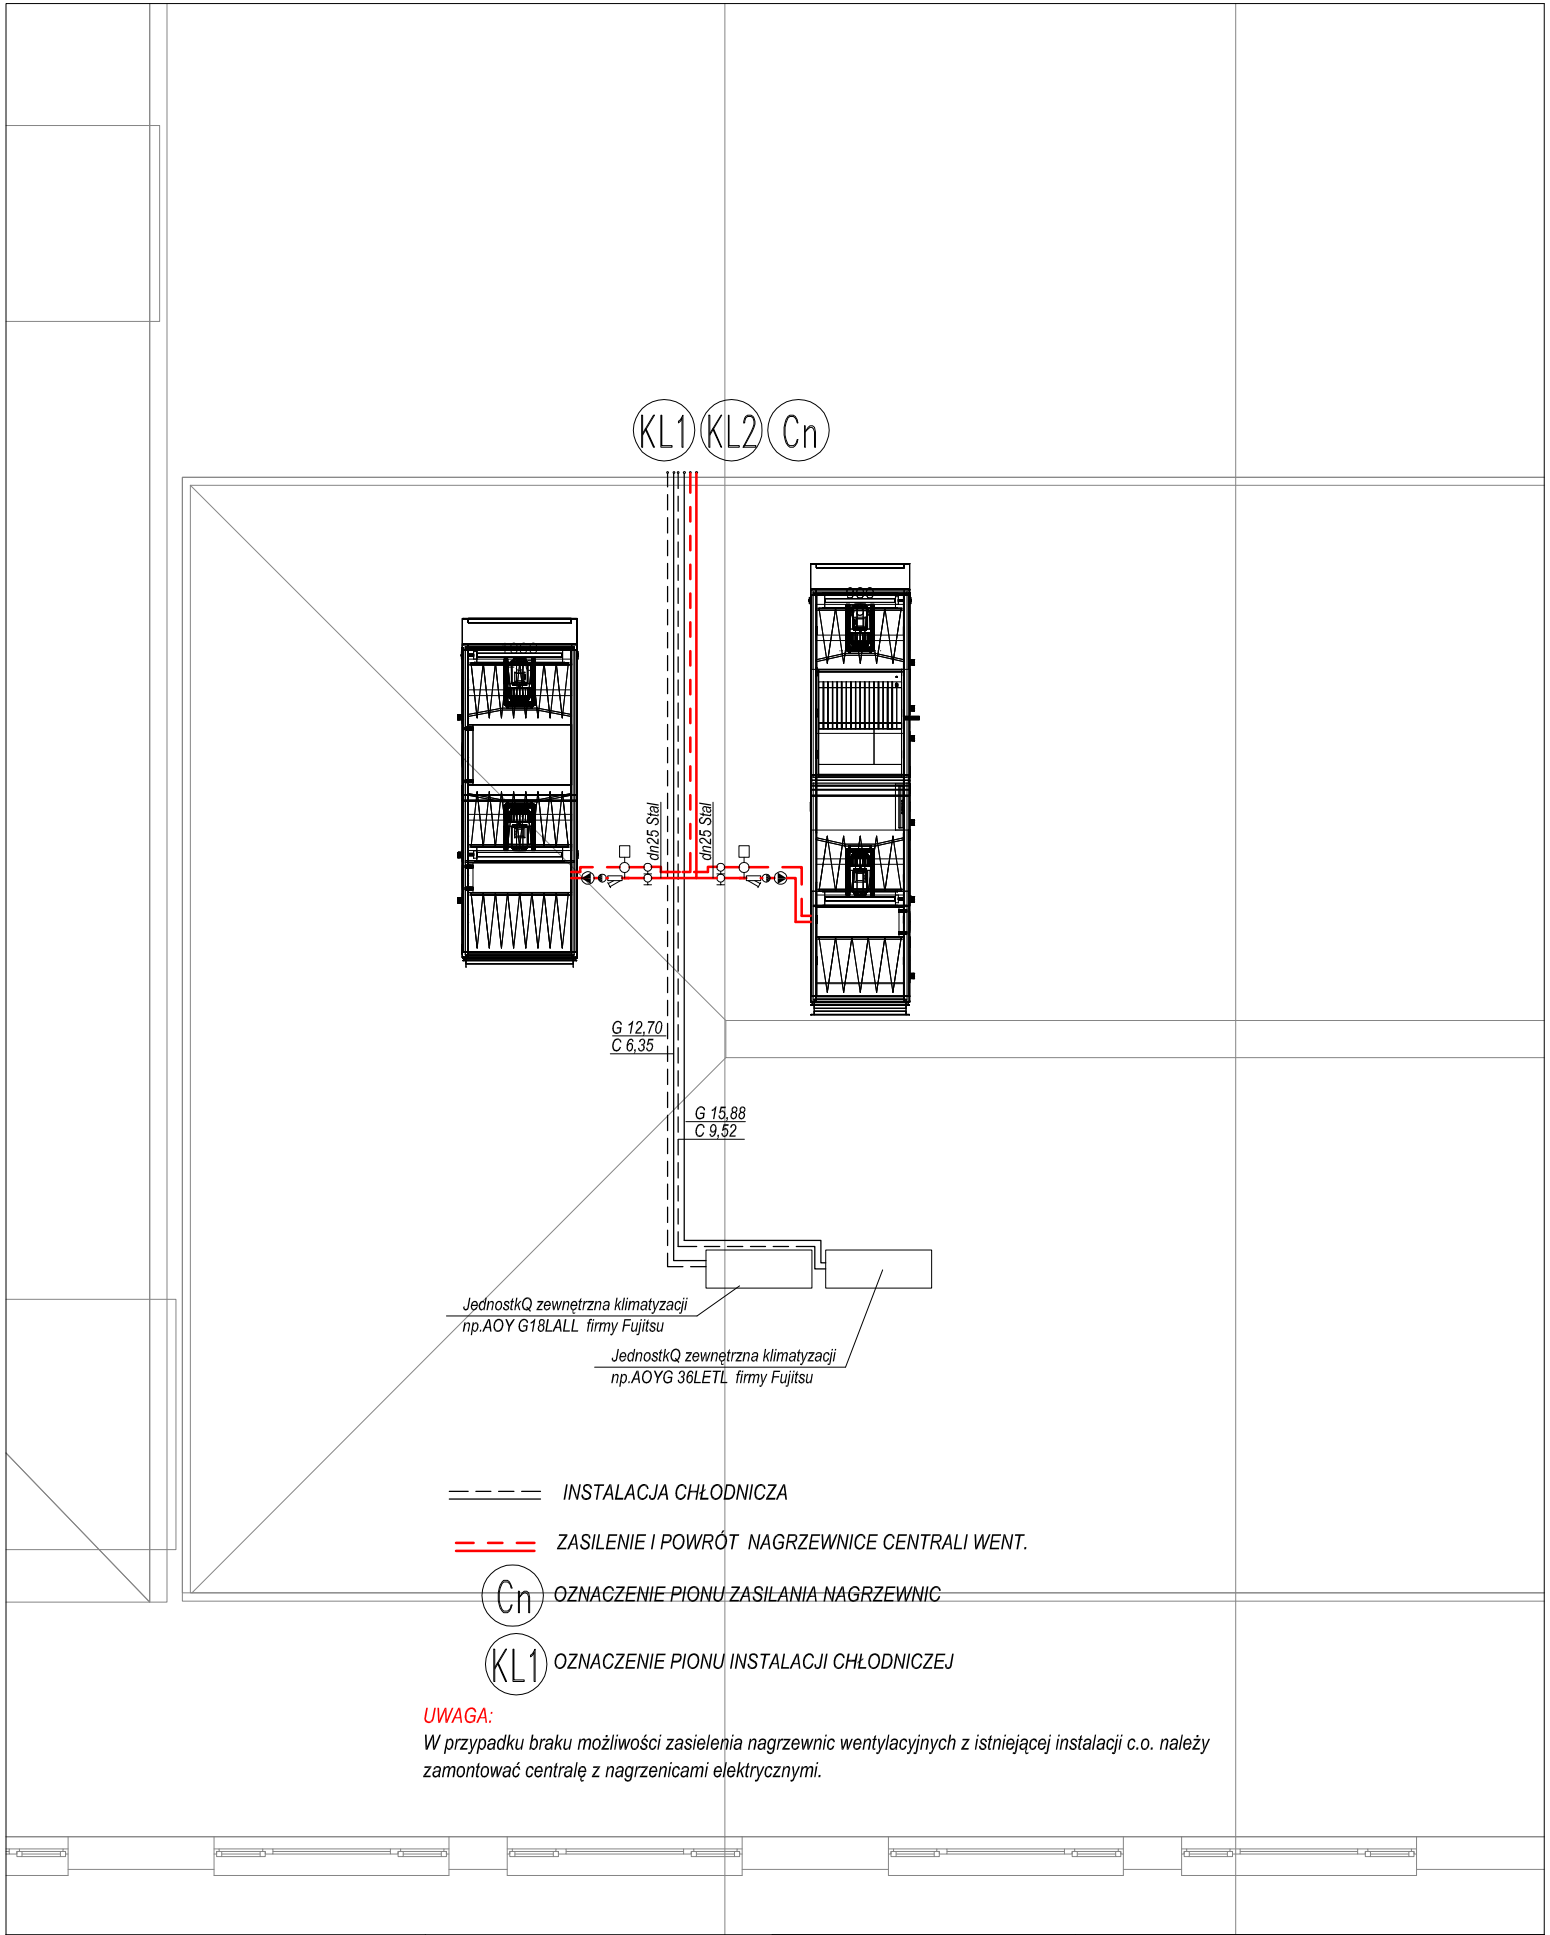 KL1 KL2 Cn
dn25 Stal
dn25 Stal
G 12,70
C 6,35
G 15,88
C 9,52
JednostkQ zewnętrzna klimatyzacji
np.AOY G18LALL firmy Fujitsu
JednostkQ zewnętrzna klimatyzacji
np.AOYG 36LETL firmy Fujitsu
INSTALACJA CHŁODNICZA
ZASILENIE I POWRÓT NAGRZEWNICE CENTRALI WENT.
Cn OZNACZENIE PIONU ZASILANIA NAGRZEWNIC
KL1 OZNACZENIE PIONU INSTALACJI CHŁODNICZEJ
UWAGA:
W przypadku braku możliwości zasielenia nagrzewnic wentylacyjnych z istniejącej instalacji c.o. należy
zamontować centralę z nagrzenicami elektrycznymi.